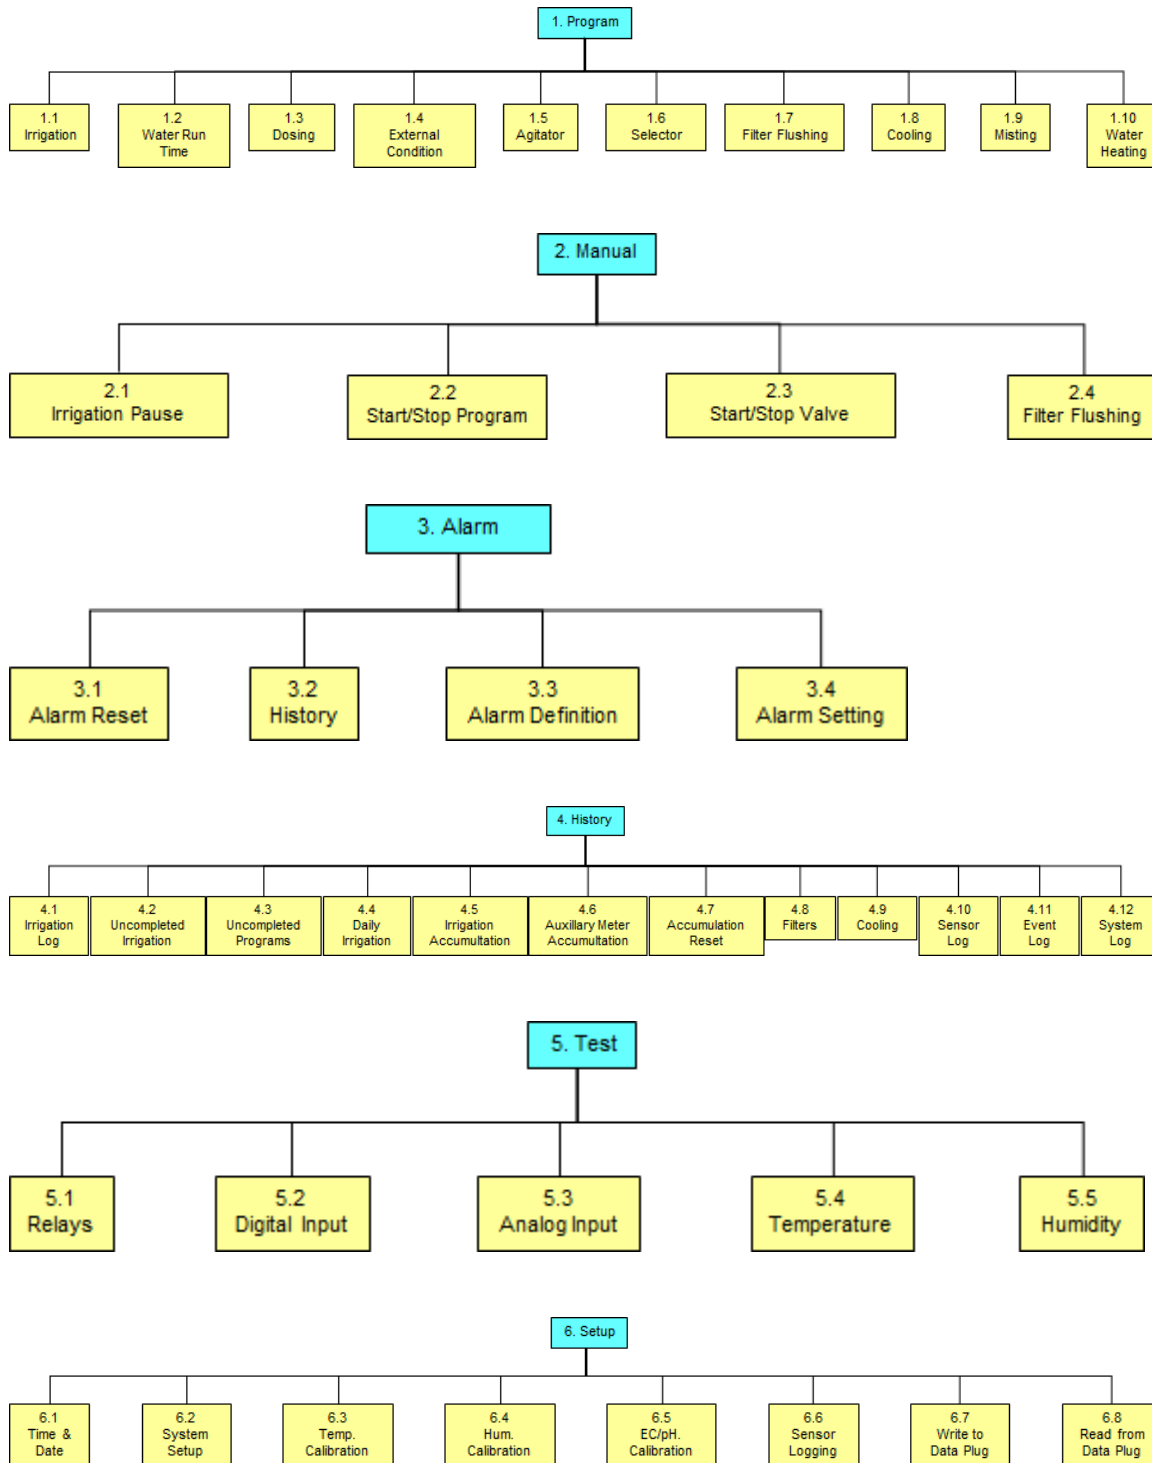 1. Program
1.1
Irrigation
1.2
Water Run
Time
1.3
Dosing
1.4
External
Condition
1.5
Agitator
1.6
Selector
1.7
Filter Flushing
1.8
Cooling
1.9
Misting
1.10
Water
Heating
2. Manual
2.1
Irrigation Pause
2.2
Start/Stop Program
2.3
Start/Stop Valve
2.4
Filter Flushing
3. Alarm
3.1
Alarm Reset
3.2
History
3.3
Alarm Definition
3.4
Alarm Setting
4. History
4.1
Irrigation
Log
4.2
Uncompleted
Irrigation
4.3
Uncompleted
Programs
4.4
Daily
Irrigation
4.5
Irrigation
Accumultation
4.6
Auxillary Meter
Accumultation
4.7
Accumulation
Reset
4.8
Filters
4.9
Cooling
4.10
Sensor
Log
4.11
Event
Log
4.12
System
Log
5. Test
5.1
Relays
5.2
Digital Input
5.3
Analog Input
5.4
Temperature
5.5
Humidity
6. Setup
6.1
Time &
Date
6.2
System
Setup
6.3
Temp.
Calibration
6.4
Hum.
Calibration
6.5
EC/pH.
Calibration
6.6
Sensor
Logging
6.7
Write to
Data Plug
6.8
Read from
Data Plug